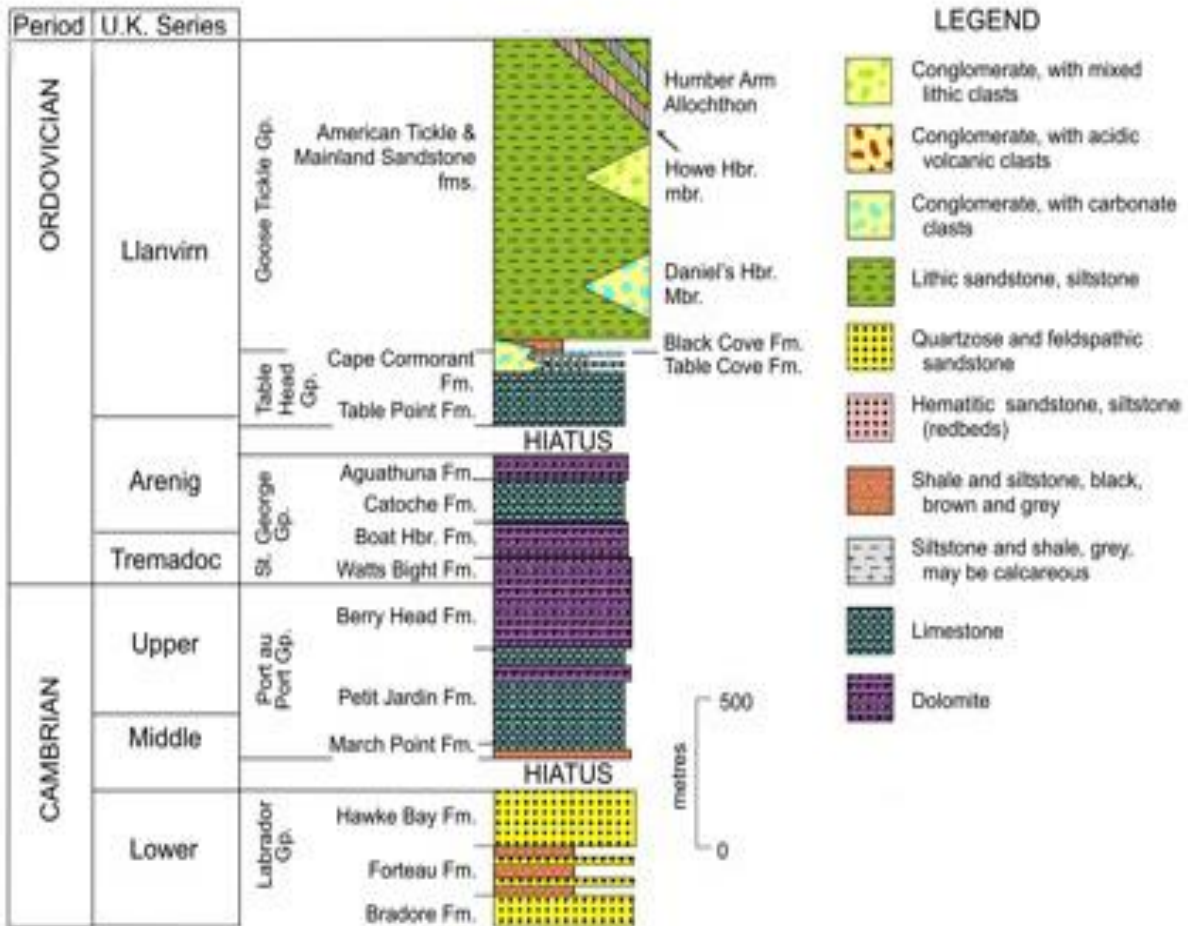 Period U.K. Series
ORDOVICIAN
CAMBRIAN
Llanvirn
Arenig
Tremadoc
Upper
Middle
Lower
Goose Tickle Gp.
Table
Head
Gp.
St. George
Gp.
Port au
Port Gp.
Labrador
Gp.
American Tickle &
Mainland Sandstone
fms.
Cape Cormorant
Fm.
Table Point Fm.
HIATUS
Aguathuna Fm.
Catoche Fm.
Boat Hbr. Fm.
Watts Bight Fm.
Berry Head Fm.
Petit Jardin Fm.
March Point Fm.
HIATUS
Hawke Bay Fm.
Forteau Fm.
Bradore Fm.
Humber Arm
Allochthon
Howe Hbr.
mbr.
Daniel's Hbr.
Mbr.
Black Cove Fm.
Table Cove Fm.
500
metres
0
LEGEND
Conglomerate, with mixed
lithic clasts
Conglomerate, with acidic
volcanic clasts
Conglomerate, with carbonate
clasts
Lithic sandstone, siltstone
Quartzose and feldspathic
sandstone
Hematitic sandstone, siltstone
(redbeds)
Shale and siltstone, black,
brown and grey
Siltstone and shale, grey,
may be calcareous
Limestone
Dolomite